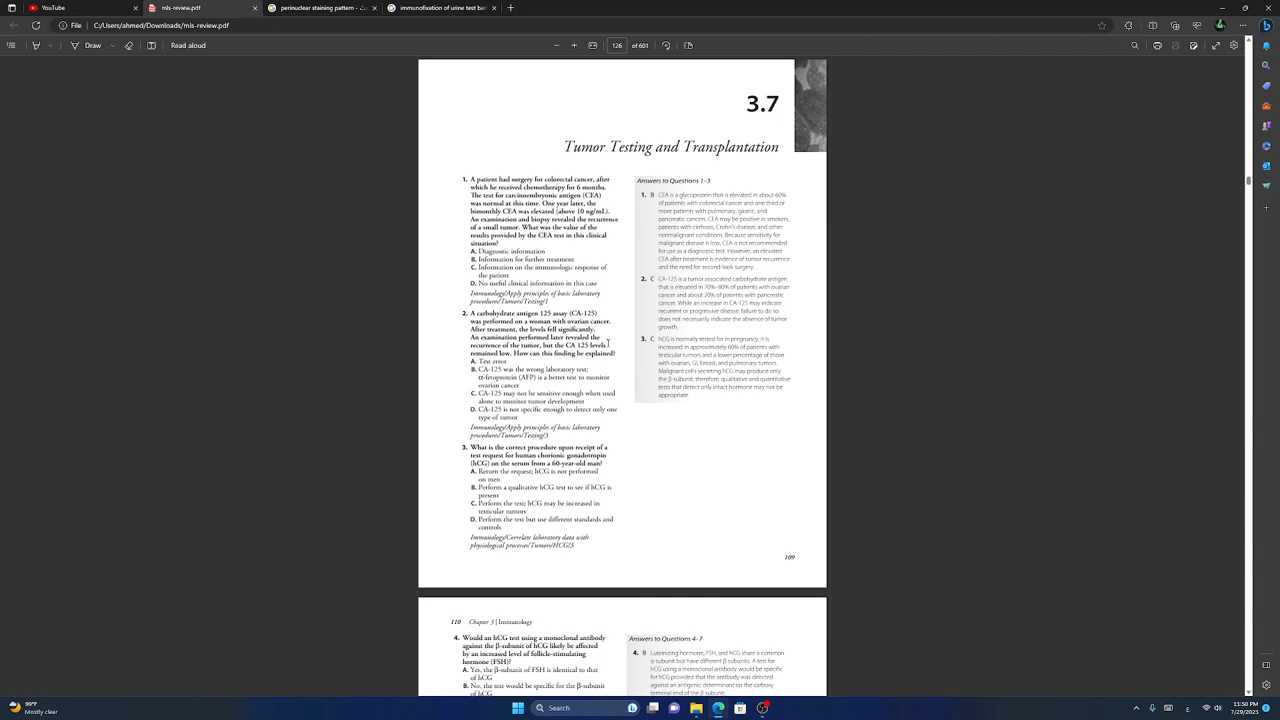 YouTube
mls-review.pdf
perinuclear staining pattern - C
immunofixation of urine test bar
File
C:/Users/ahmed/Downloads/mls-review.pdf
Draw
Read aloud
126
of 601
3.7
Tumor Testing and Transplantation
1. A patient had surgery for colorectal cancer, after
which he received chemotherapy for 6 months.
The test for carcinoembryonic antigen (CEA)
was normal at this time. One year later, the
bimonthly CEA was elevated (above 10 ng/mL).
An examination and biopsy revealed the recurrence
of a small tumor. What was the value of the
results provided by the CEA test in this clinical
situation?
A. Diagnostic information
B. Information for further treatment
C. Information on the immunologic response of
the patient
D. No useful clinical information in this case
Immunology/Apply principles of basic laboratory
procedures/Tumors/Testing/1
2. A carbohydrate antigen 125 assay (CA-125)
was performed on a woman with ovarian cancer.
After treatment, the levels fell significantly.
An examination performed later revealed the
recurrence of the tumor, but the CA 125 levels
remained low. How can this finding be explained?
A. Test error
B. CA-125 was the wrong laboratory test;
α-fetoprotein (AFP) is a better test to monitor
ovarian cancer
C. CA-125 may not be sensitive enough when used
alone to monitor tumor development
D. CA-125 is not specific enough to detect only one
type of tumor
Immunology/Apply principles of basic laboratory
procedures/Tumors/Testing/3
3. What is the correct procedure upon receipt of a
test request for human chorionic gonadotropin
(hCG) on the serum from a 60-year-old man?
A. Return the request; hCG is not performed
on men
B. Perform a qualitative hCG test to see if hCG is
present
C. Perform the test; hCG may be increased in
testicular tumors
D. Perform the test but use different standards and
controls
Immunology/Correlate laboratory data with
physiological processes/Tumors/HCG/3
Answers to Questions 1–3
1. B CEA is a glycoprotein that is elevated in about 60%
of patients with colorectal cancer and one third or
more patients with pulmonary, gastric, and
pancreatic cancers. CEA may be positive in smokers,
patients with cirrhosis, Crohn's disease, and other
nonmalignant conditions. Because sensitivity for
malignant disease is low, CEA is not recommended
for use as a diagnostic test. However, an elevated
CEA after treatment is evidence of tumor recurrence
and the need for second-look surgery.
2. C CA-125 is a tumor associated carbohydrate antigen
that is elevated in 70%–80% of patients with ovarian
cancer and about 20% of patients with pancreatic
cancer. While an increase in CA-125 may indicate
recurrent or progressive disease, failure to do so
does not necessarily indicate the absence of tumor
growth.
3. C hCG is normally tested for in pregnancy; it is
increased in approximately 60% of patients with
testicular tumors and a lower percentage of those
with ovarian, GI, breast, and pulmonary tumors.
Malignant cells secreting hCG may produce only
the β-subunit; therefore, qualitative and quantitative
tests that detect only intact hormone may not be
appropriate.
109
110 Chapter 3 | Immunology
4. Would an hCG test using a monoclonal antibody
against the β-subunit of hCG likely be affected
by an increased level of follicle-stimulating
hormone (FSH)?
A. Yes, the β-subunit of FSH is identical to that
of hCG
B. No, the test would be specific for the β-subunit
of hCG
Answers to Questions 4–7
4. B Luteinizing hormone, FSH, and hCG share a common
α-subunit but have different β subunits. A test for
hCG using a monoclonal antibody would be specific
for hCG provided that the antibody was directed
against an antigenic determinant on the carboxy
terminal end of the β subunit.
99°F
Mostly clear
Search
11:50 PM
7/29/2023